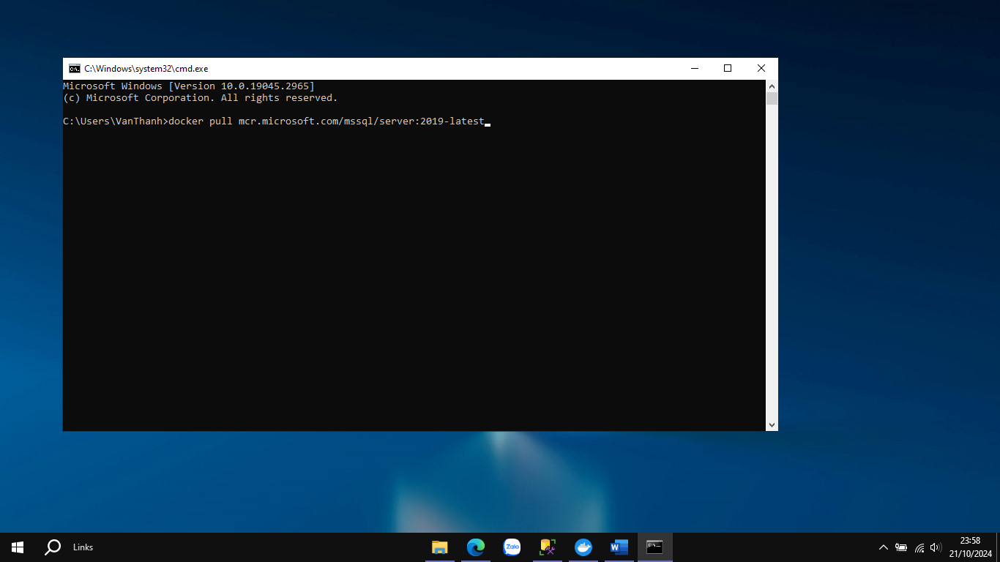 C:\Windows\system32\cmd.exe
Microsoft Windows [Version 10.0.19045.2965]
(c) Microsoft Corporation. All rights reserved.
C:\Users\VanThanh>docker pull mcr.microsoft.com/mssql/server:2019-latest
Links
Zalo
W
23:58
21/10/2024